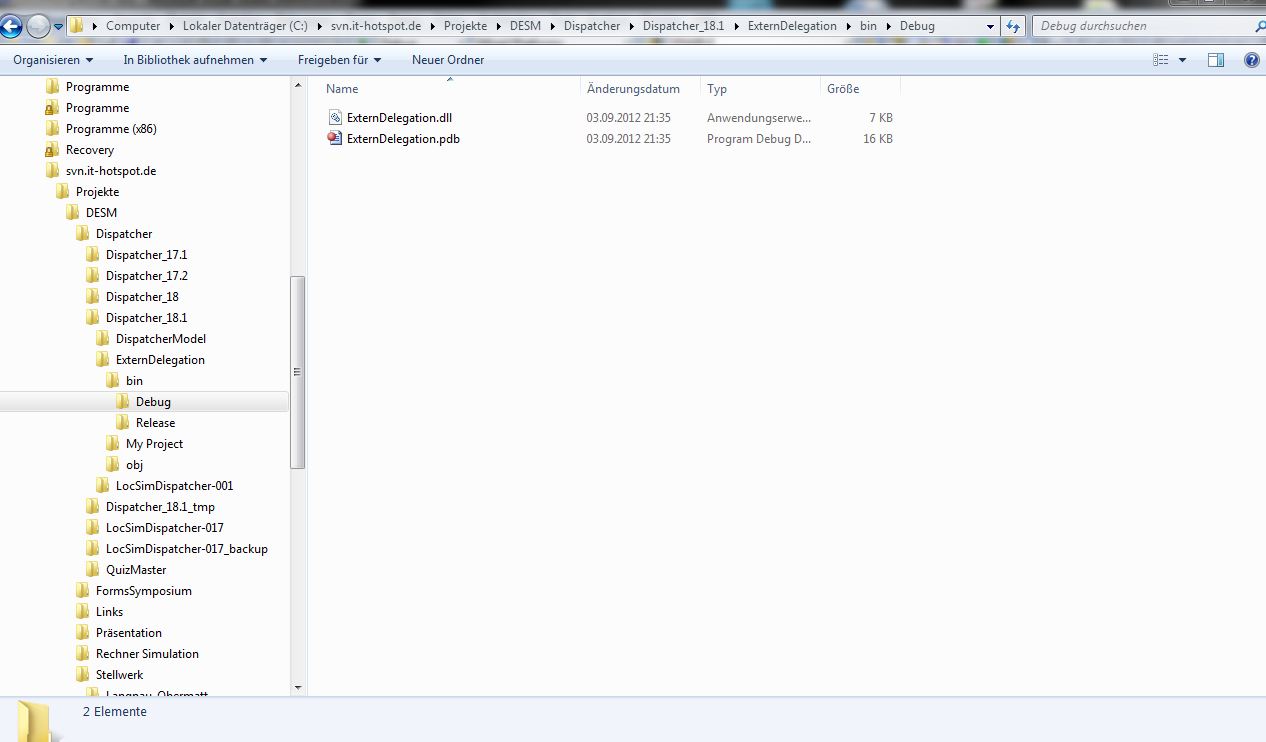 Computer Lokaler Datenträger (C:) svn.it-hotspot.de Projekte DESM Dispatcher Dispatcher_18.1 ExternDelegation bin Debug Debug durchsuchen
Organisieren In Bibliothek aufnehmen Freigeben für Neuer Ordner
Programme
Programme
Programme (x86)
Recovery
svn.it-hotspot.de
Projekte
DESM
Dispatcher
Dispatcher_17.1
Dispatcher_17.2
Dispatcher_18
Dispatcher_18.1
DispatcherModel
ExternDelegation
bin
Debug
Release
My Project
obj
LocSimDispatcher-001
Dispatcher_18.1_tmp
LocSimDispatcher-017
LocSimDispatcher-017_backup
QuizMaster
FormsSymposium
Links
Präsentation
Rechner Simulation
Stellwerk
Langnau_Obermatt
Name Änderungsdatum Typ Größe
ExternDelegation.dll 03.09.2012 21:35 Anwendungserwe... 7 KB
ExternDelegation.pdb 03.09.2012 21:35 Program Debug D... 16 KB
2 Elemente